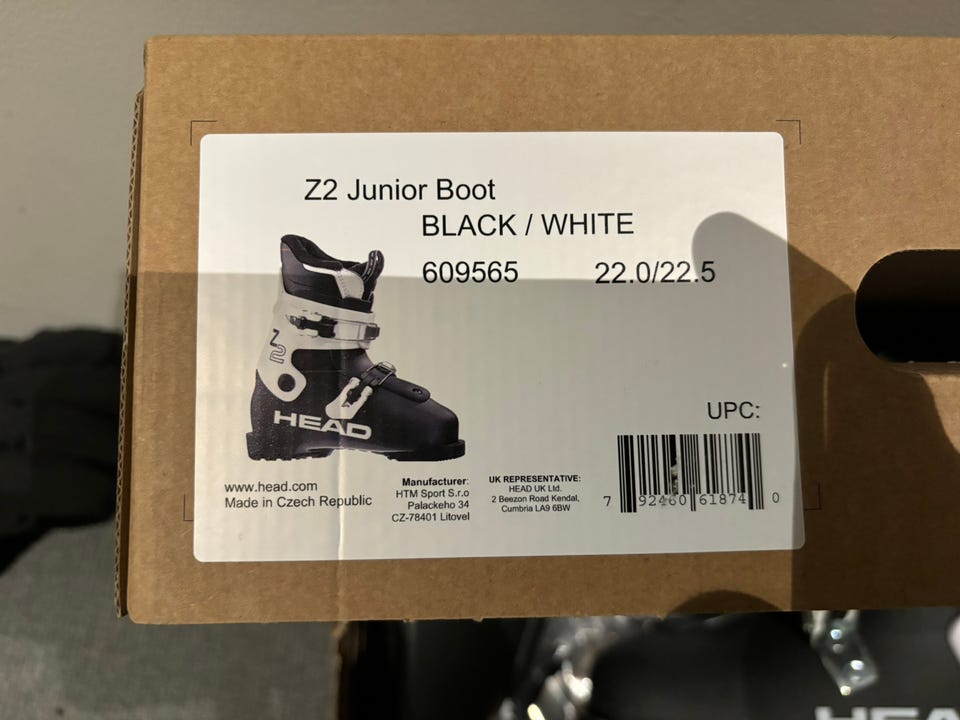 Z2 Junior Boot
BLACK / WHITE
609565 22.0/22.5
Z2
HEAD
UPC:
www.head.com
Made in Czech Republic
Manufacturer:
HTM Sport S.r.o
Palackeho 34
CZ-78401 Litovel
UK REPRESENTATIVE:
HEAD UK Ltd.
2 Beezon Road Kendal,
Cumbria LA9 6BW
7 92460 61874 0
HEA